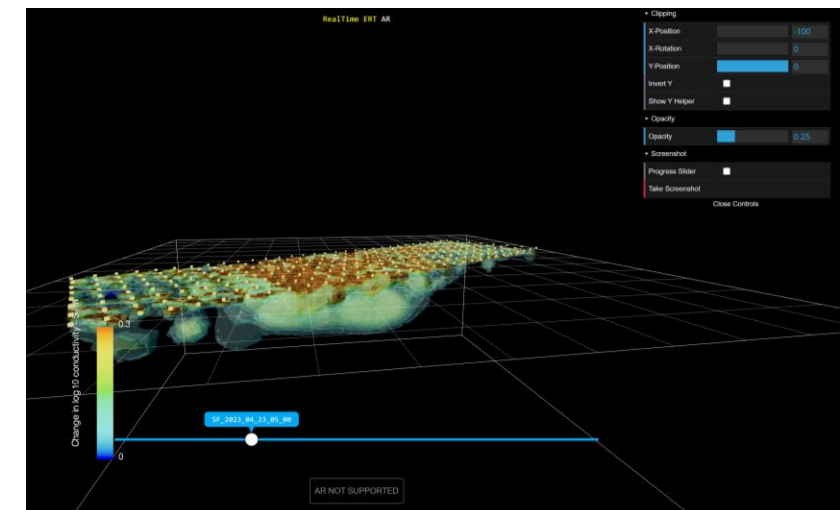 RealTime ERT AR
▾ Clipping
X-Position -100
X-Rotation 0
Y-Position 0
Invert Y
Show Y Helper
▾ Opacity
Opacity 0.25
▾ Screenshot
Progress Slider
Take Screenshot
Close Controls
0.3
Change in log10 conductivity -
0
SF_2023_04_23_05_00
AR NOT SUPPORTED